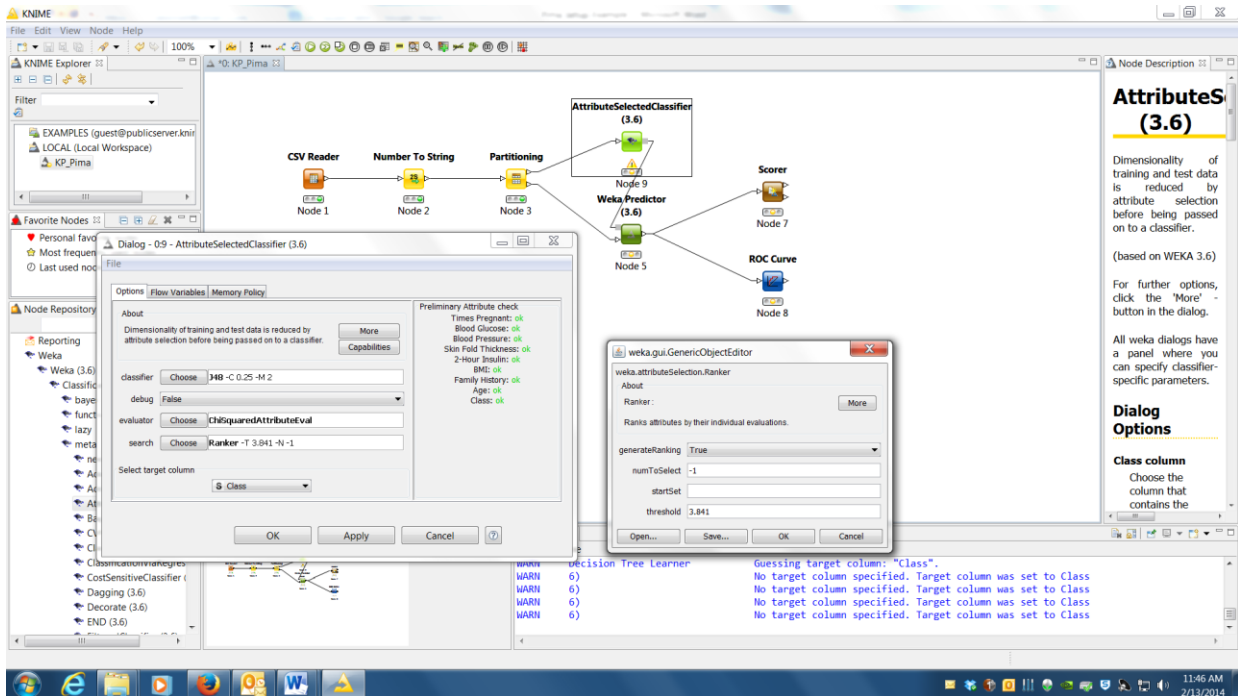 KNIME
File Edit View Node Help
100%
KNIME Explorer
Filter
EXAMPLES (guest@publicserver.knir
LOCAL (Local Workspace)
KP_Pima
Favorite Nodes
Personal favo
Most frequen
Last used noc
Node Repository
Reporting
Weka
Weka (3.6)
Classific
baye
funct
lazy
meta
ne
Ad
Ad
At
Ba
CV
Cl
ClassificationViaRegres
CostSensitiveClassifier (
Dagging (3.6)
Decorate (3.6)
END (3.6)
*0: KP_Pima
CSV Reader
Node 1
Number To String
Node 2
Partitioning
Node 3
AttributeSelectedClassifier
(3.6)
Node 9
Weka Predictor
(3.6)
Node 5
Scorer
Node 7
ROC Curve
Node 8
Dialog - 0:9 - AttributeSelectedClassifier (3.6)
File
Options Flow Variables Memory Policy
About
Dimensionality of training and test data is reduced by
attribute selection before being passed on to a classifier.
More
Capabilities
classifier Choose J48 -C 0.25 -M 2
debug False
evaluator Choose ChiSquaredAttributeEval
search Choose Ranker -T 3.841 -N -1
Select target column
S Class
Preliminary Attribute check
Times Pregnant: ok
Blood Glucose: ok
Blood Pressure: ok
Skin Fold Thickness: ok
2-Hour Insulin: ok
BMI: ok
Family History: ok
Age: ok
Class: ok
OK Apply Cancel ?
weka.gui.GenericObjectEditor
weka.attributeSelection.Ranker
About
Ranker :
More
Ranks attributes by their individual evaluations.
generateRanking True
numToSelect -1
startSet
threshold 3.841
Open... Save... OK Cancel
WARN Decision Tree Learner Guessing target column: "Class".
WARN 6) No target column specified. Target column was set to Class
WARN 6) No target column specified. Target column was set to Class
WARN 6) No target column specified. Target column was set to Class
WARN 6) No target column specified. Target column was set to Class
Node Description
AttributeS
(3.6)
Dimensionality of
training and test data
is reduced by
attribute selection
before being passed
on to a classifier.
(based on WEKA 3.6)
For further options,
click the 'More' -
button in the dialog.
All weka dialogs have
a panel where you
can specify classifier-
specific parameters.
Dialog
Options
Class column
Choose the
column that
contains the
11:46 AM
2/13/2014